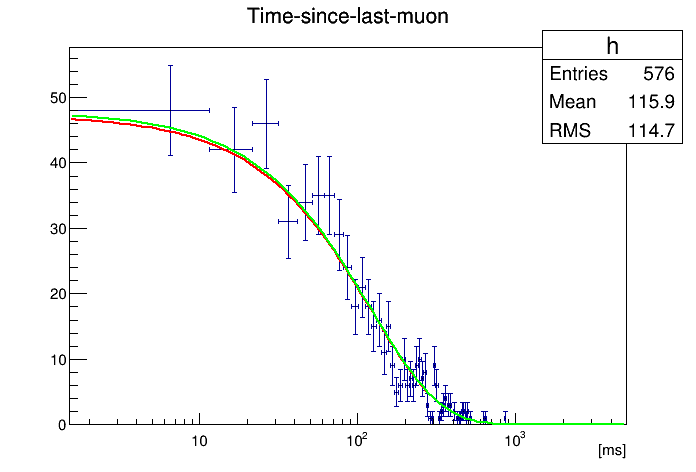 Time-since-last-muon
h
Entries 576
Mean 115.9
RMS 114.7
50
40
30
20
10
0
10
10²
10³
[ms]